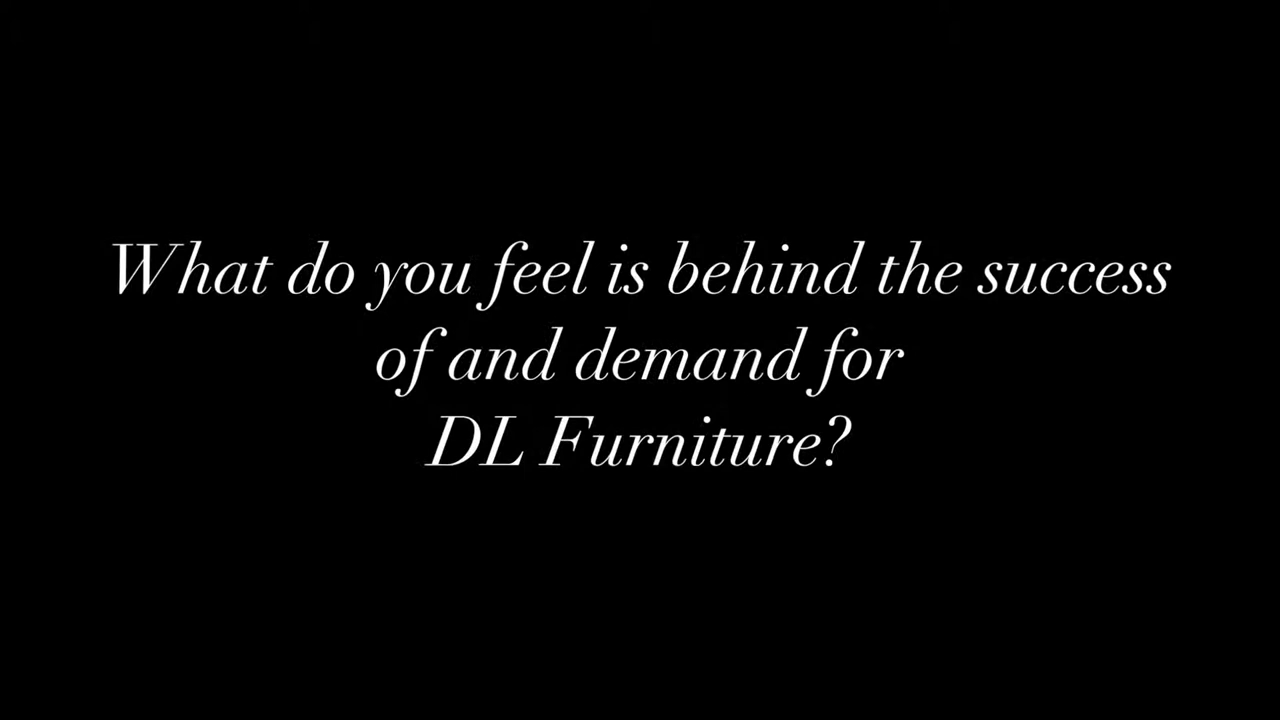 What do you feel is behind the success
of and demand for
DL Furniture?